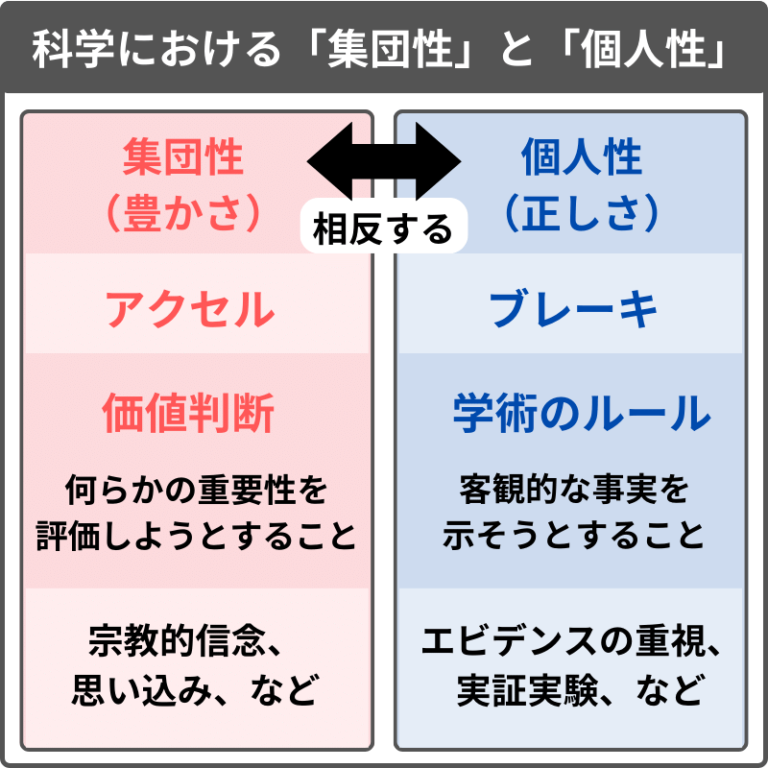 科学における「集団性」と「個人性」
集団性
（豊かさ）
相反する
個人性
（正しさ）
アクセル
ブレーキ
価値判断
何らかの重要性を
評価しようとすること
学術のルール
客観的な事実を
示そうとすること
宗教的信念、
思い込み、など
エビデンスの重視、
実証実験、など